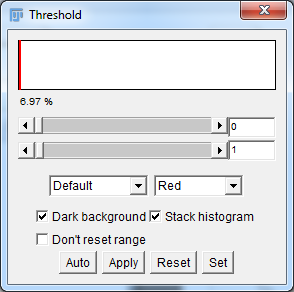 Threshold
6.97 %
0
1
Default Red
Dark background Stack histogram
Don't reset range
Auto Apply Reset Set